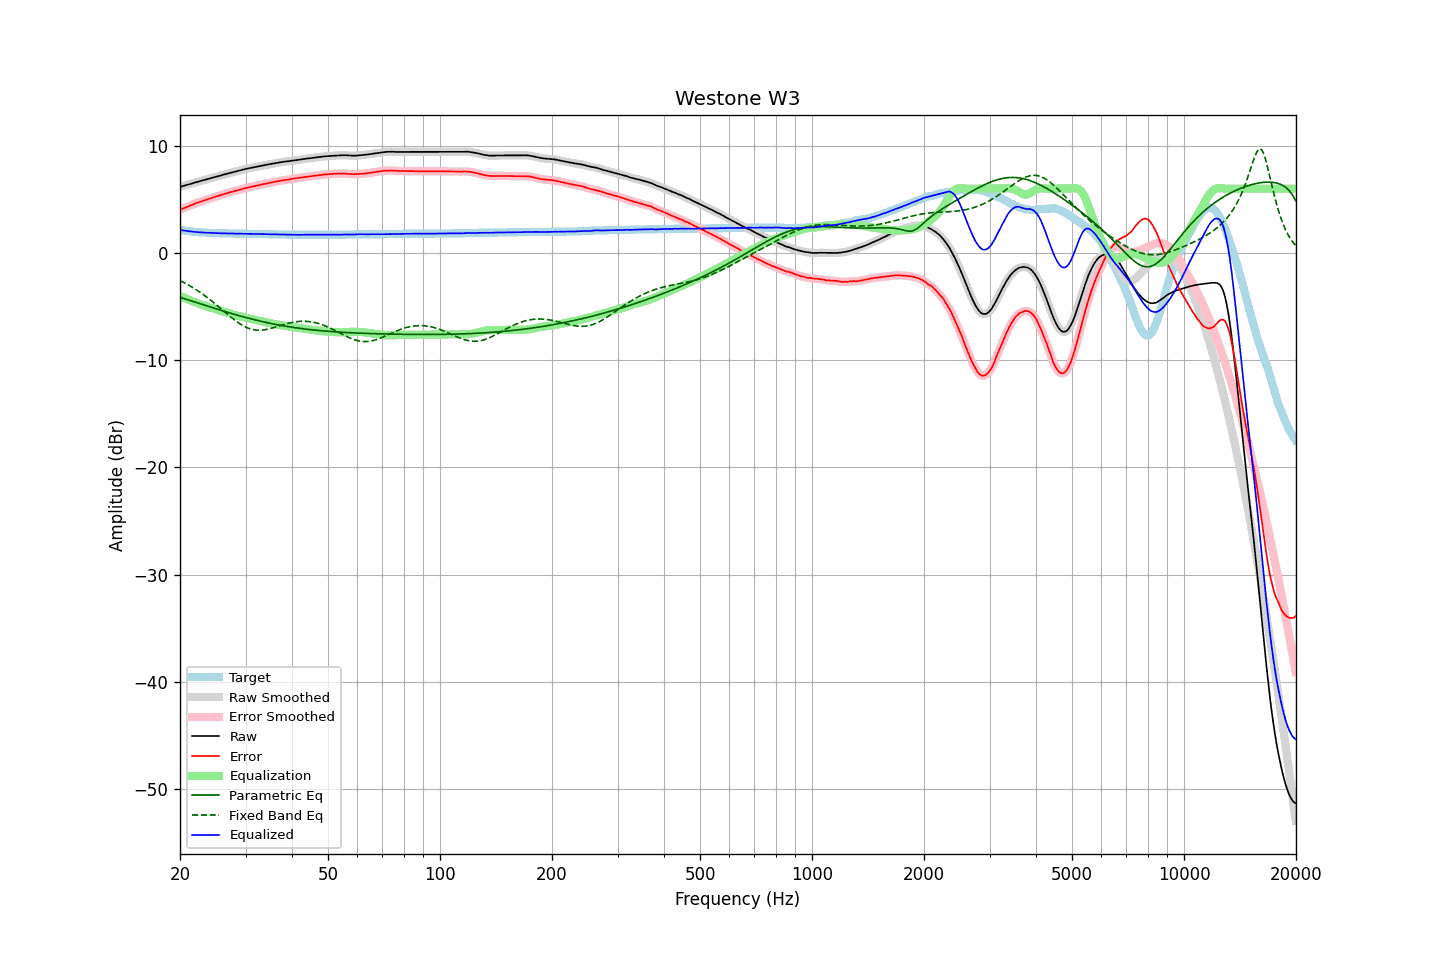 Westone W3
Amplitude (dBr)
10
0
−10
−20
−30
−40
−50
Target
Raw Smoothed
Error Smoothed
Raw
Error
Equalization
Parametric Eq
Fixed Band Eq
Equalized
20 50 100 200 500 1000 2000 5000 10000 20000
Frequency (Hz)